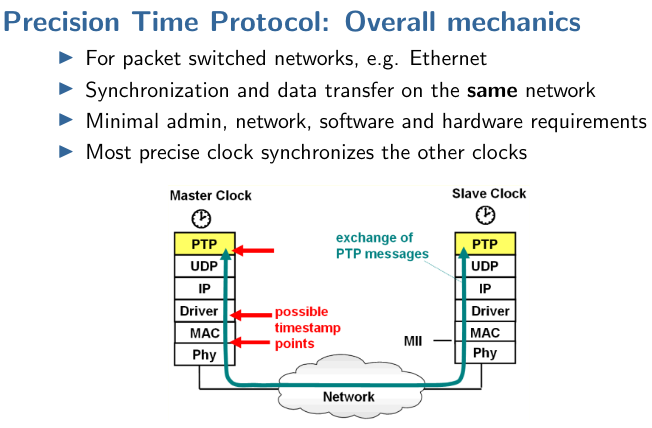 Precision Time Protocol: Overall mechanics
For packet switched networks, e.g. Ethernet
Synchronization and data transfer on the same network
Minimal admin, network, software and hardware requirements
Most precise clock synchronizes the other clocks
Master Clock
Slave Clock
PTP
UDP
IP
Driver
MAC
Phy
possible
timestamp
points
exchange of
PTP messages
PTP
UDP
IP
Driver
MAC
Phy
MII
Network